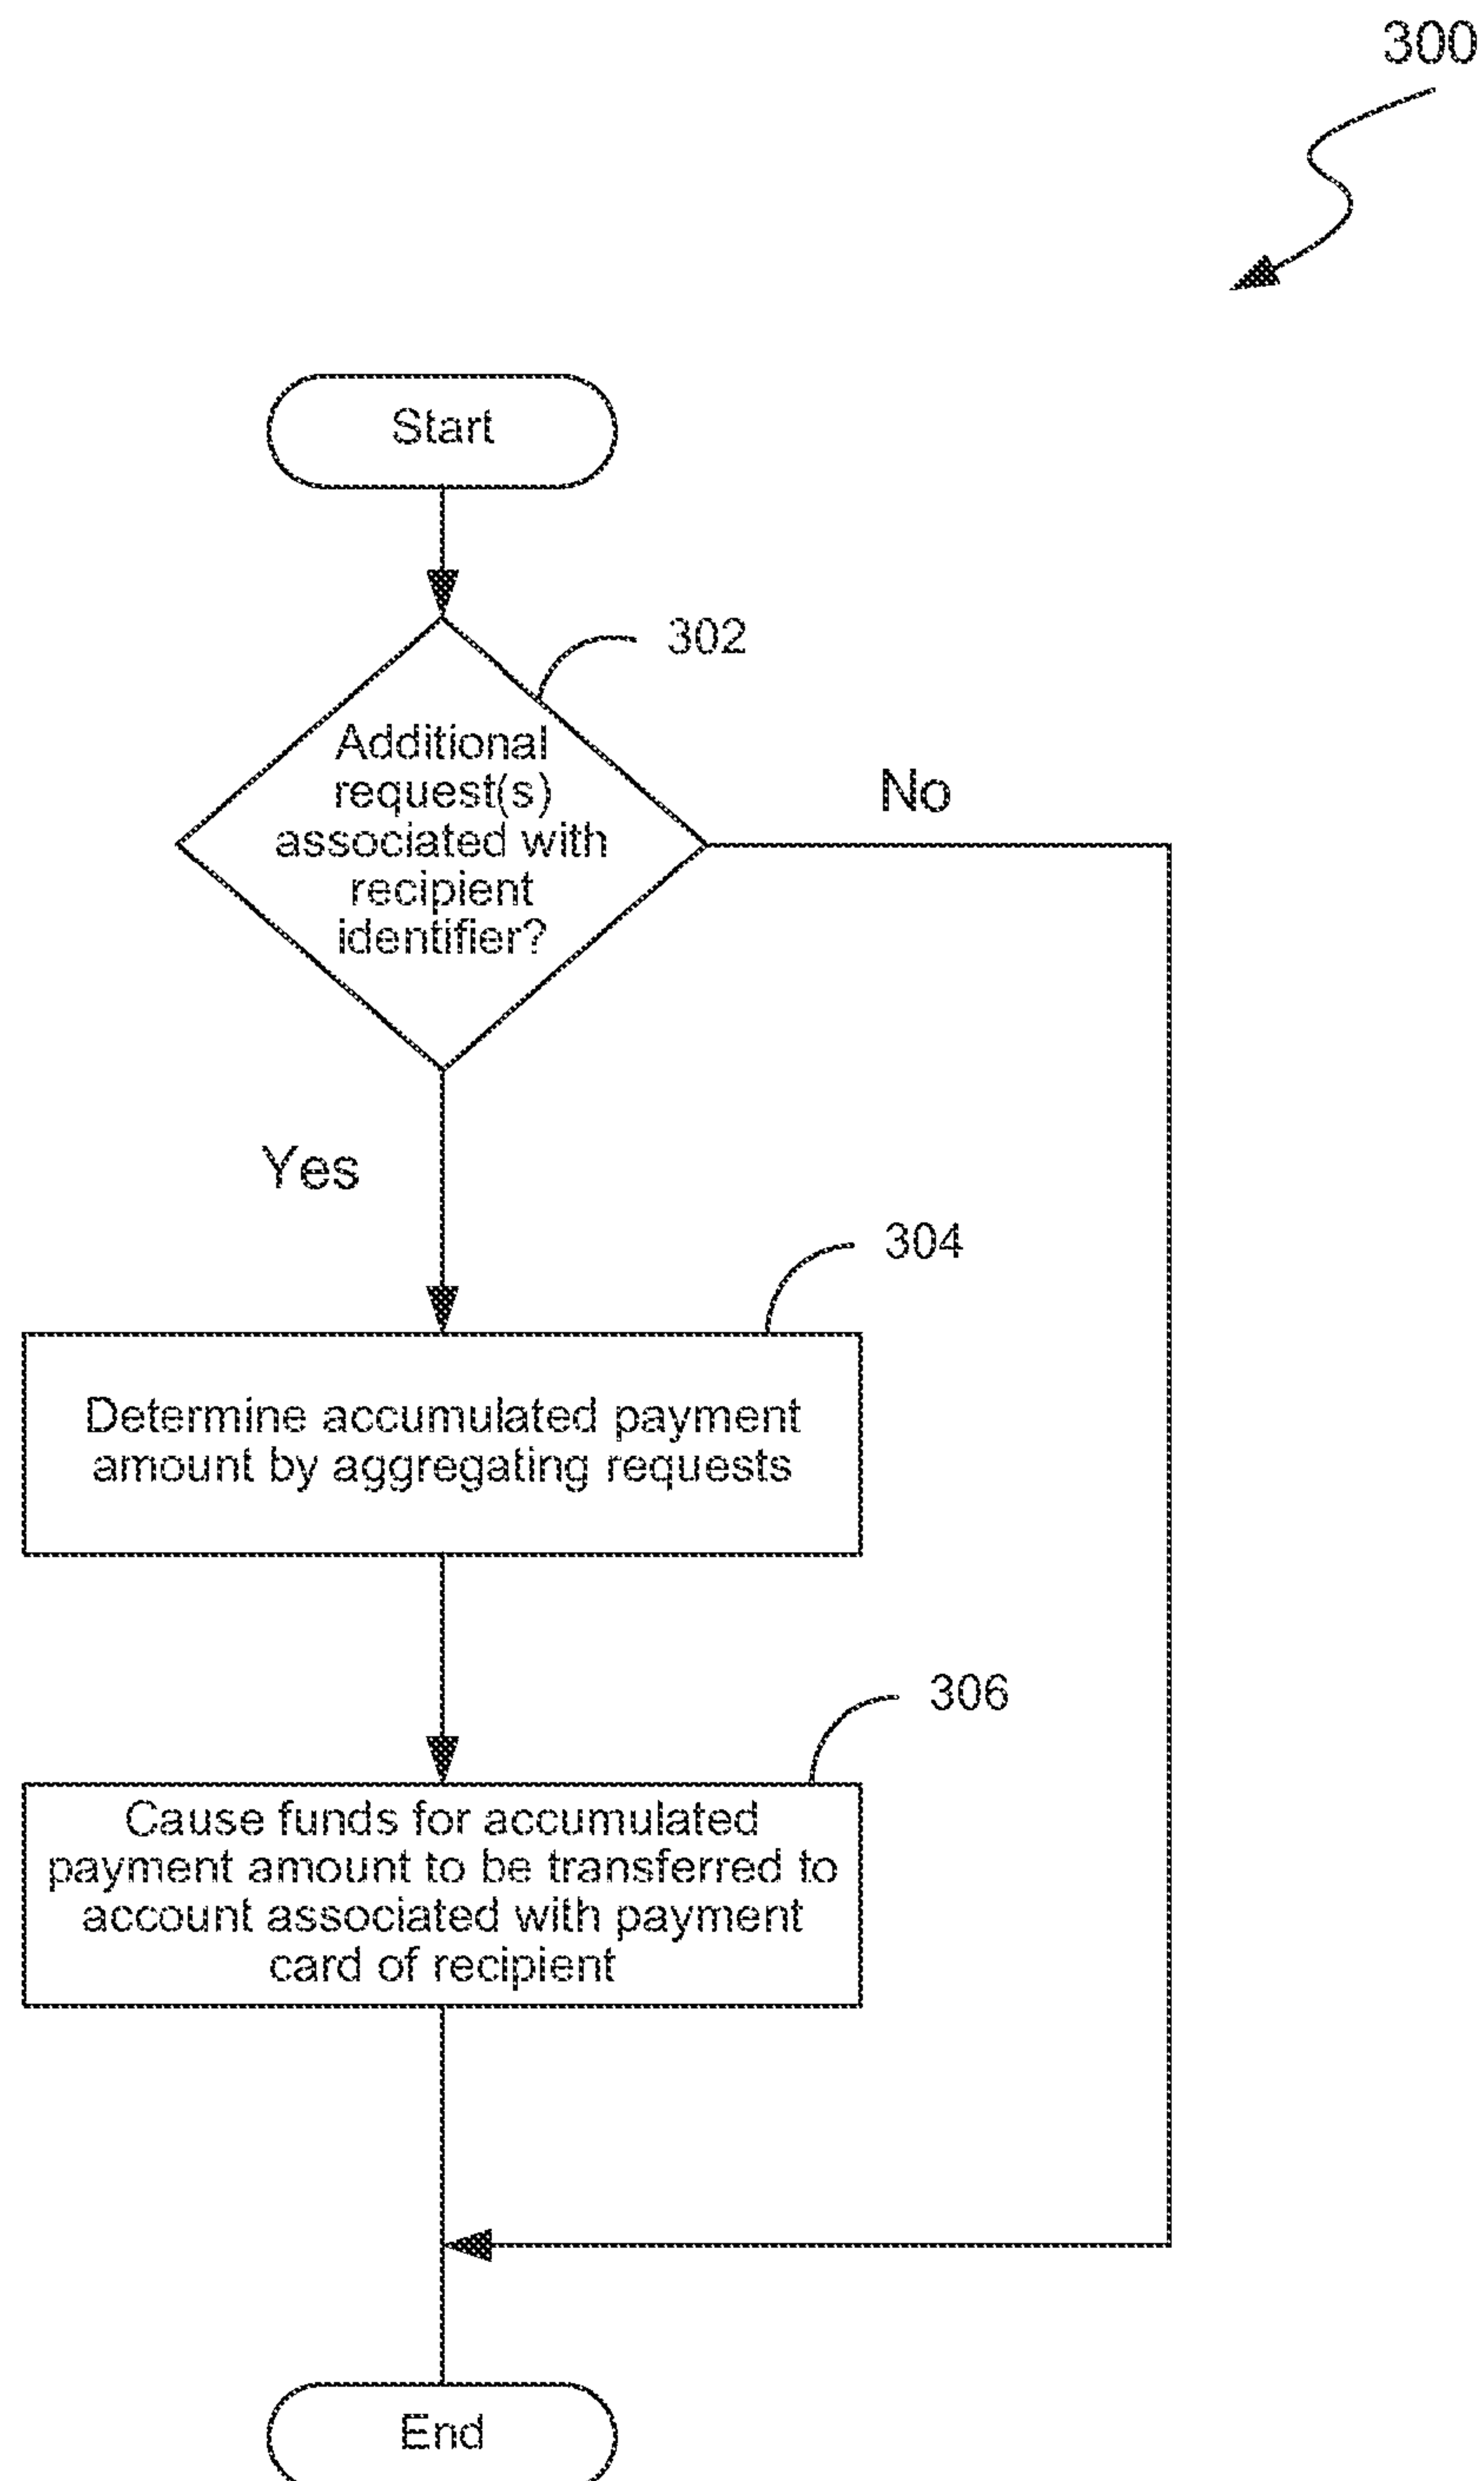 300
Start
302
Additional
request(s)
associated with
recipient
identifier?
No
Yes
304
Determine accumulated payment
amount by aggregating requests
306
Cause funds for accumulated
payment amount to be transferred to
account associated with payment
card of recipient
End